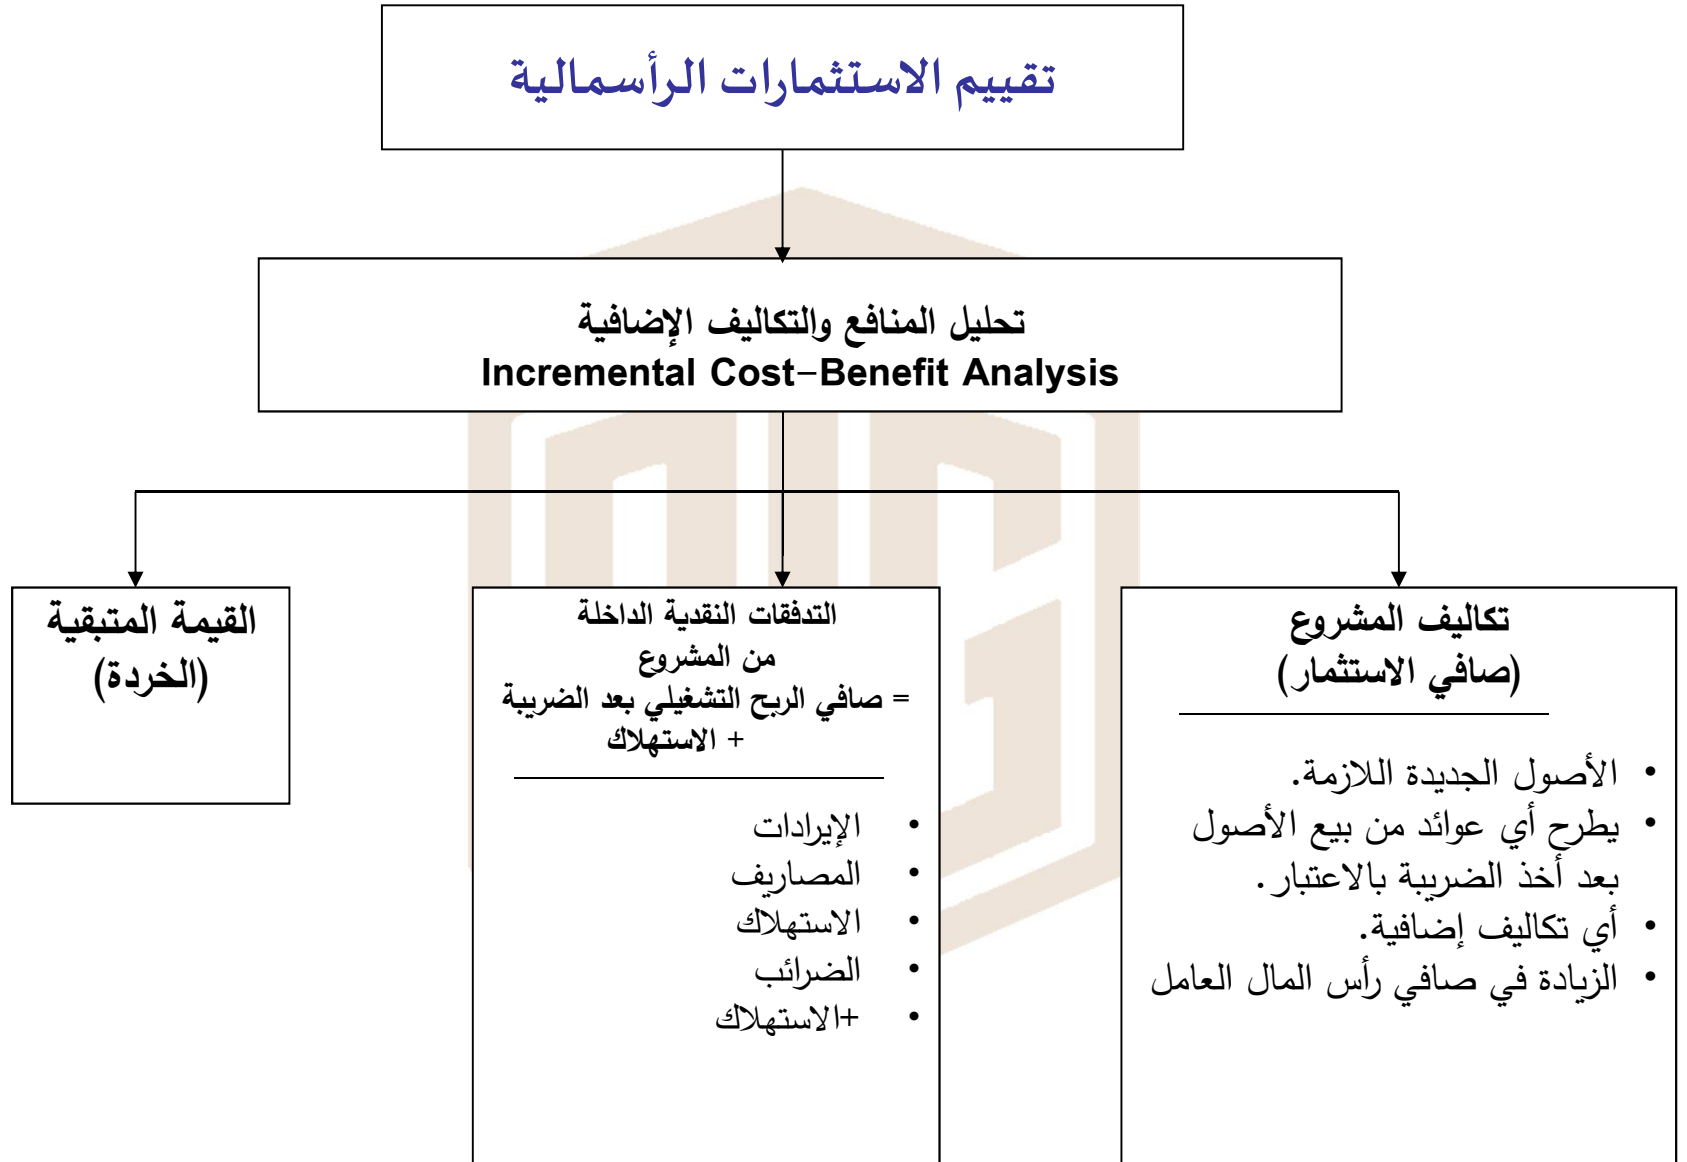 تقييم الاستثمارات الرأسمالية
تحليل المنافع والتكاليف الإضافية
Incremental Cost–Benefit Analysis
تكاليف المشروع
(صافي الاستثمار)
• الأصول الجديدة اللازمة.
• يطرح أي عوائد من بيع الأصول
بعد أخذ الضريبة بالاعتبار.
• أي تكاليف إضافية.
• الزيادة في صافي رأس المال العامل
التدفقات النقدية الداخلة
من المشروع
= صافي الربح التشغيلي بعد الضريبة
+ الاستهلاك
• الإيرادات
• المصاريف
• الاستهلاك
• الضرائب
• +الاستهلاك
القيمة المتبقية
(الخردة)